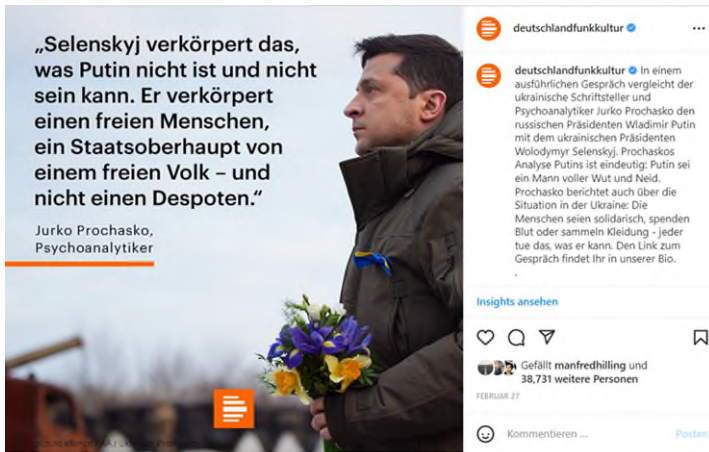 „Selenskyj verkörpert das,
was Putin nicht ist und nicht
sein kann. Er verkörpert
einen freien Menschen,
ein Staatsoberhaupt von
einem freien Volk – und
nicht einen Despoten.“
Jurko Prochasko,
Psychoanalytiker
deutschlandfunkkultur
deutschlandfunkkultur In einem
ausführlichen Gespräch vergleicht der
ukrainische Schriftsteller und
Psychoanalytiker Jurko Prochasko den
russischen Präsidenten Wladimir Putin
mit dem ukrainischen Präsidenten
Wolodymyr Selenskyj. Prochaskos
Analyse Putins ist eindeutig: Putin sei
ein Mann voller Wut und Neid.
Prochasko berichtet auch über die
Situation in der Ukraine: Die
Menschen seien solidarisch, spenden
Blut oder sammeln Kleidung - jeder
tue das, was er kann. Den Link zum
Gespräch findet Ihr in unserer Bio.
.
Insights ansehen
Gefällt manfredhilling und
38,731 weitere Personen
FEBRUAR 27
Kommentieren ...
Posten